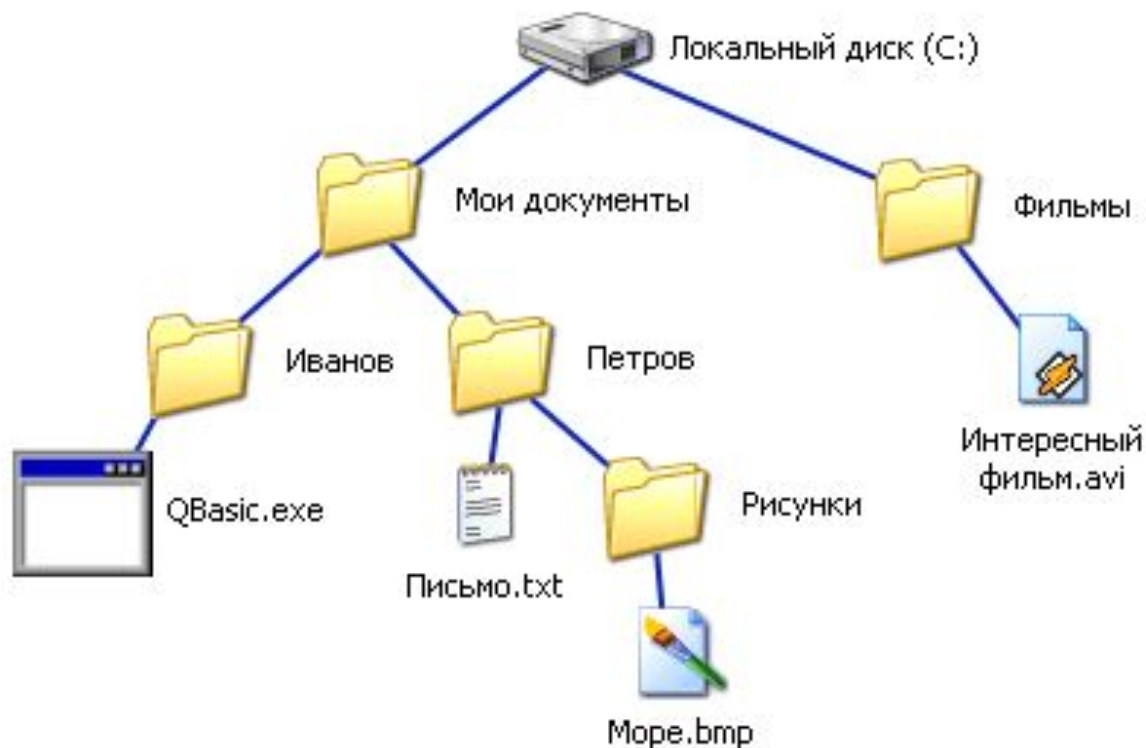 Локальный диск (C:)
Мои документы
Фильмы
Иванов
Петров
Интересный
фильм.avi
QBasic.exe
Рисунки
Письмо.txt
Море.bmp